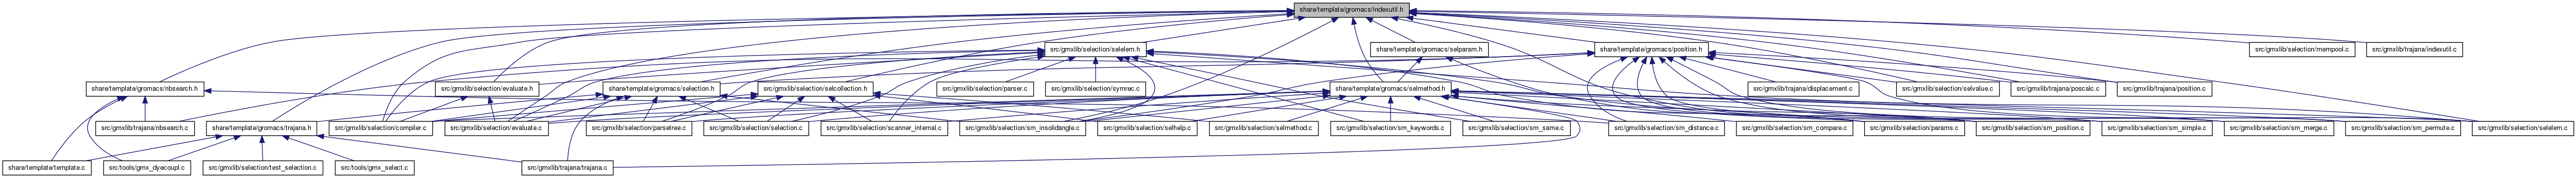 share/template/gromacs/indexutil.h
src/gmxlib/selection/selelem.h
share/template/gromacs/selparam.h
share/template/gromacs/position.h
src/gmxlib/selection/mempool.c
src/gmxlib/trajana/indexutil.c
share/template/gromacs/nbsearch.h
src/gmxlib/selection/evaluate.h
share/template/gromacs/selection.h
src/gmxlib/selection/selcollection.h
src/gmxlib/selection/parser.c
src/gmxlib/selection/symrec.c
share/template/gromacs/selmethod.h
src/gmxlib/trajana/displacement.c
src/gmxlib/selection/selvalue.c
src/gmxlib/trajana/poscalc.c
src/gmxlib/trajana/position.c
src/gmxlib/trajana/nbsearch.c
share/template/gromacs/trajana.h
src/gmxlib/selection/compiler.c
src/gmxlib/selection/evaluate.c
src/gmxlib/selection/parsetree.c
src/gmxlib/selection/selection.c
src/gmxlib/selection/scanner_internal.c
src/gmxlib/selection/sm_insolidangle.c
src/gmxlib/selection/selhelp.c
src/gmxlib/selection/selmethod.c
src/gmxlib/selection/sm_keywords.c
src/gmxlib/selection/sm_same.c
src/gmxlib/selection/sm_distance.c
src/gmxlib/selection/sm_compare.c
src/gmxlib/selection/params.c
src/gmxlib/selection/sm_position.c
src/gmxlib/selection/sm_simple.c
src/gmxlib/selection/sm_merge.c
src/gmxlib/selection/sm_permute.c
src/gmxlib/selection/selelem.c
share/template/template.c
src/tools/gmx_dyecoupl.c
src/gmxlib/selection/test_selection.c
src/tools/gmx_select.c
src/gmxlib/trajana/trajana.c